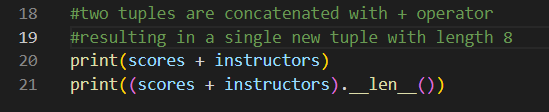 18 #two tuples are concatenated with + operator
19 #resulting in a single new tuple with length 8
20 print(scores + instructors)
21 print((scores + instructors).__len__())